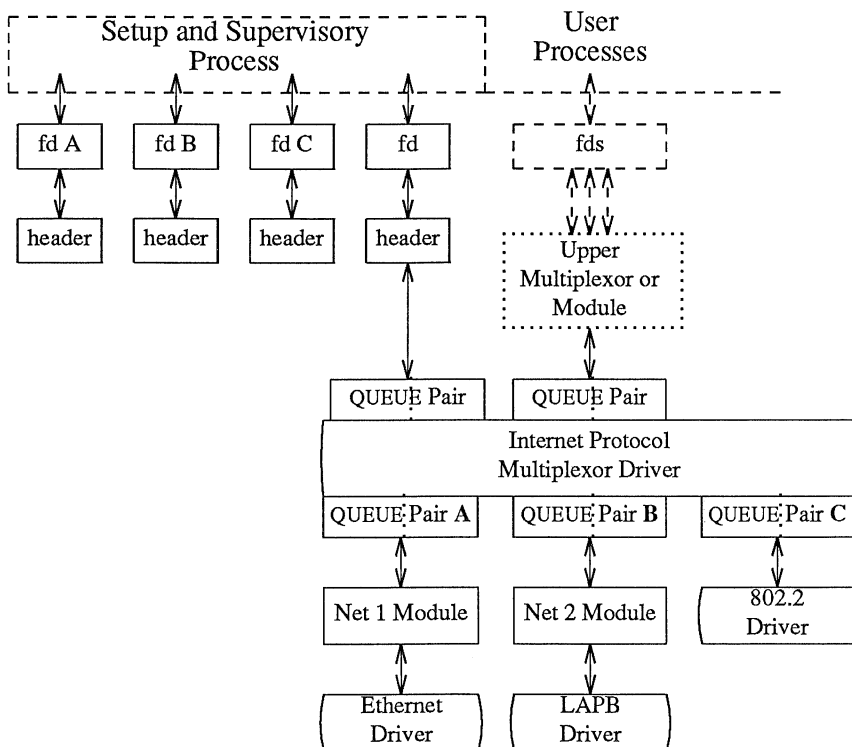 Setup and Supervisory
Process
User
Processes
fd A
fd B
fd C
fd
fds
header
header
header
header
Upper
Multiplexor or
Module
QUEUE Pair
QUEUE Pair
Internet Protocol
Multiplexor Driver
QUEUE Pair A
QUEUE Pair B
QUEUE Pair C
Net 1 Module
Net 2 Module
802.2
Driver
Ethernet
Driver
LAPB
Driver